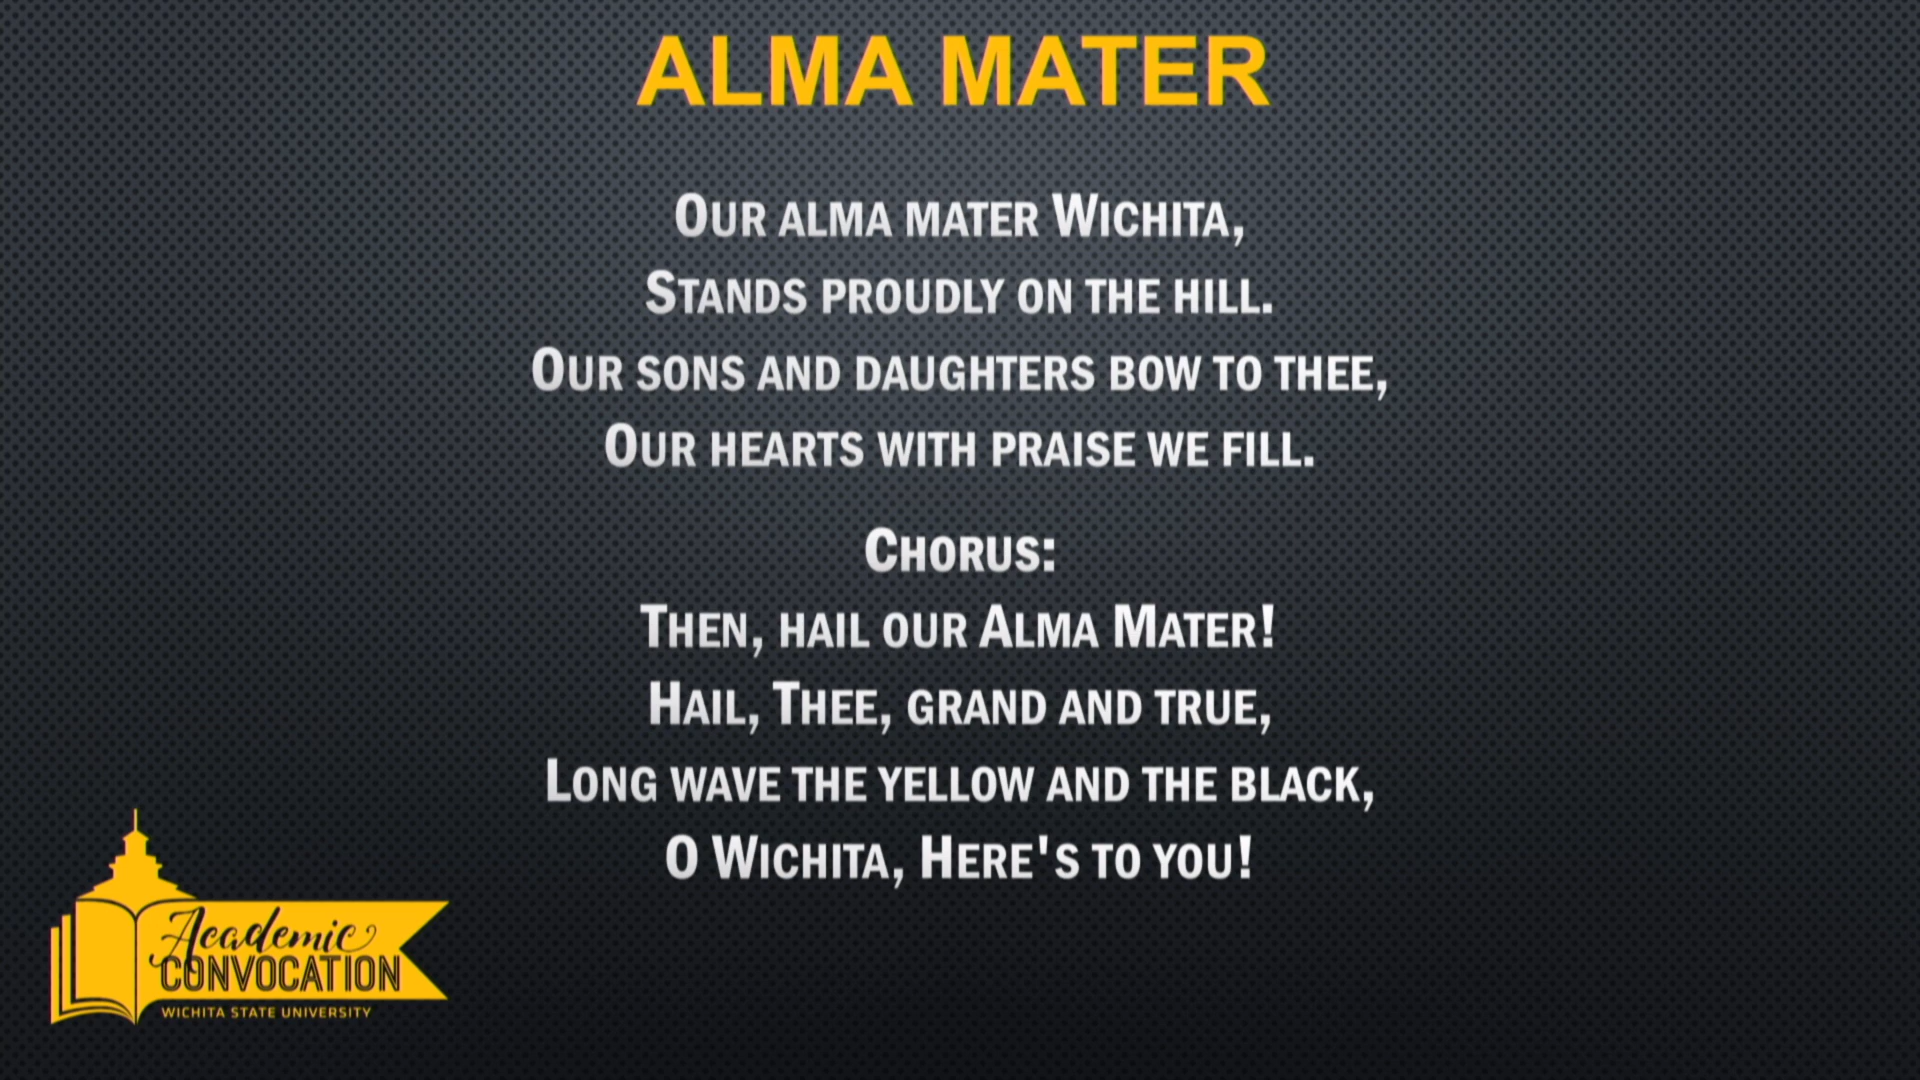 ALMA MATER
OUR ALMA MATER WICHITA,
STANDS PROUDLY ON THE HILL.
OUR SONS AND DAUGHTERS BOW TO THEE,
OUR HEARTS WITH PRAISE WE FILL.
CHORUS:
THEN, HAIL OUR ALMA MATER!
HAIL, THEE, GRAND AND TRUE,
LONG WAVE THE YELLOW AND THE BLACK,
O WICHITA, HERE'S TO YOU!
Academic
CONVOCATION
WICHITA STATE UNIVERSITY